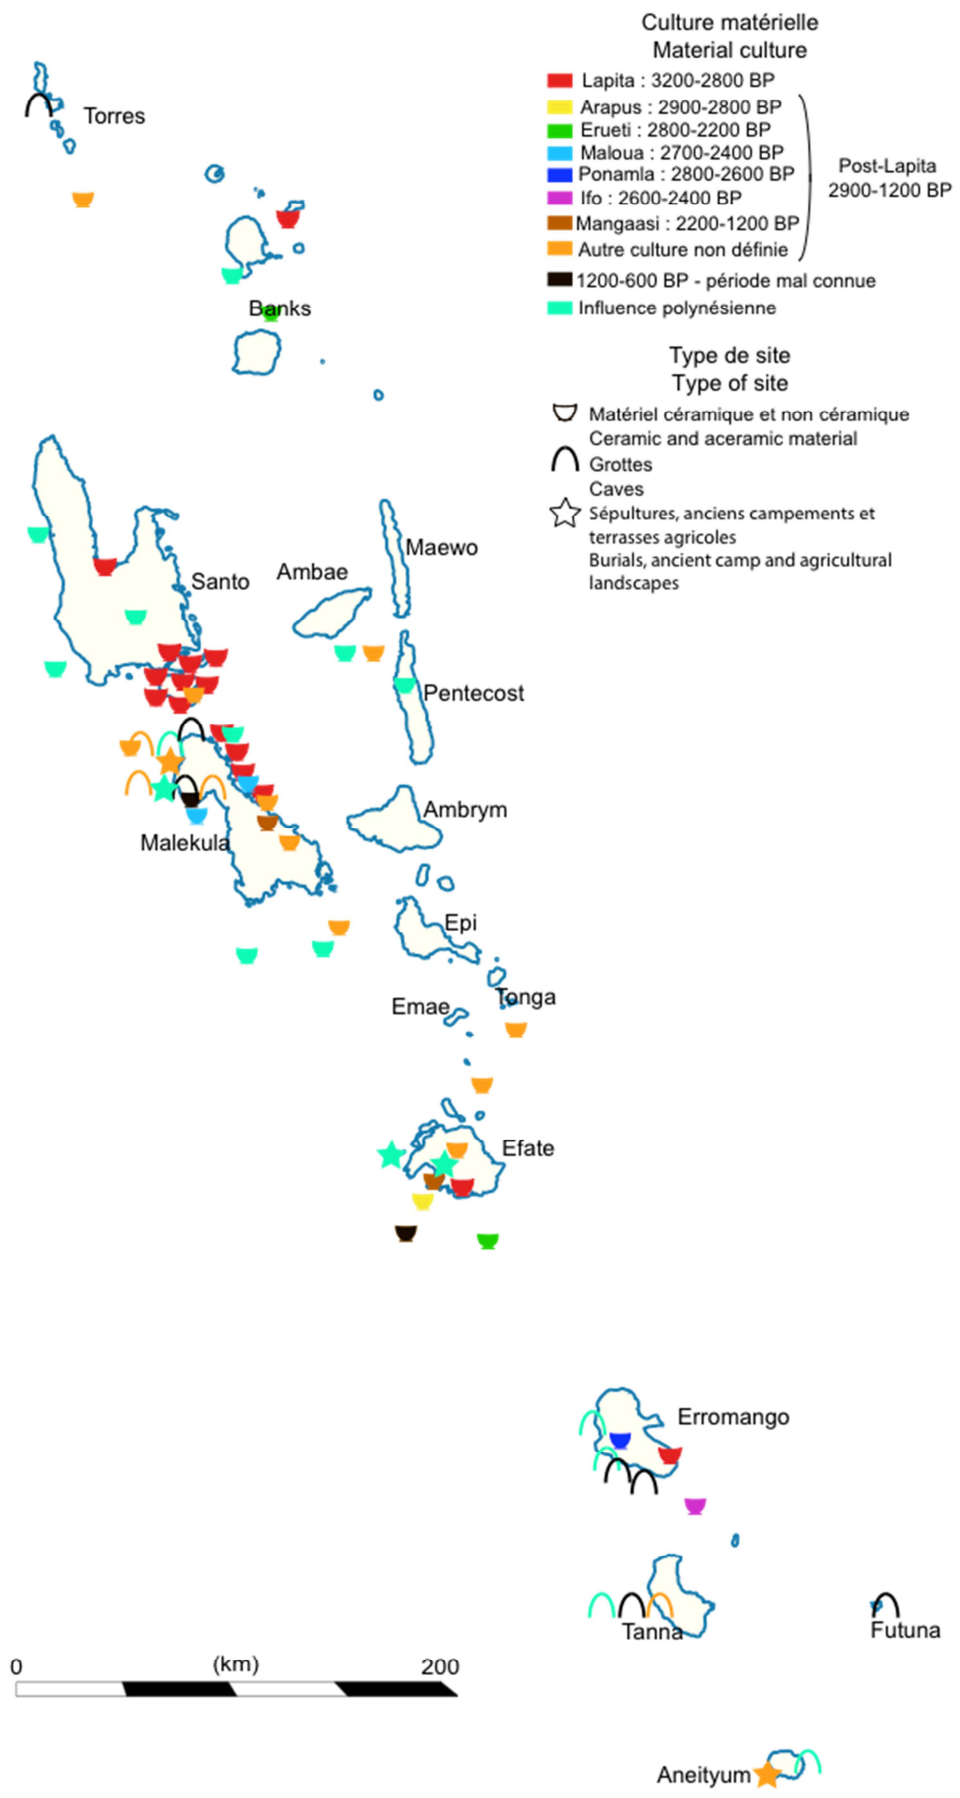 Culture matérielle
Material culture
Lapita : 3200-2800 BP
Arapus : 2900-2800 BP
Erueti : 2800-2200 BP
Maloua : 2700-2400 BP
Ponamla : 2800-2600 BP
Ifo : 2600-2400 BP
Mangaasi : 2200-1200 BP
Autre culture non définie
Post-Lapita
2900-1200 BP
1200-600 BP - période mal connue
Influence polynésienne
Type de site
Type of site
Matériel céramique et non céramique
Ceramic and aceramic material
Grottes
Caves
Sépultures, anciens campements et
terrasses agricoles
Burials, ancient camp and agricultural
landscapes
Torres
Banks
Maewo
Ambae
Santo
Pentecost
Ambrym
Malekula
Epi
Tonga
Emae
Efate
Erromango
Tanna
Futuna
0 (km) 200
Aneityum